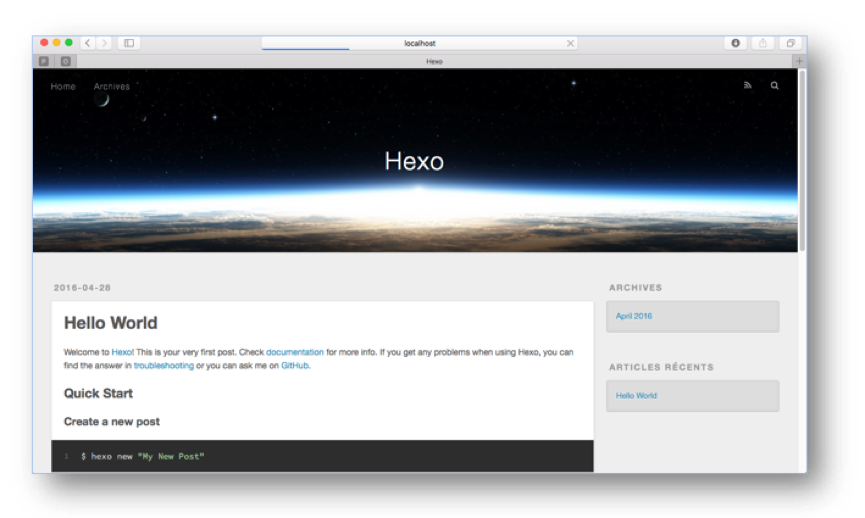 localhost
Hexo
Home Archives
Hexo
2016-04-28
Hello World
Welcome to Hexo! This is your very first post. Check documentation for more info. If you get any problems when using Hexo, you can
find the answer in troubleshooting or you can ask me on GitHub.
Quick Start
Create a new post
1 $ hexo new "My New Post"
ARCHIVES
April 2016
ARTICLES RÉCENTS
Hello World